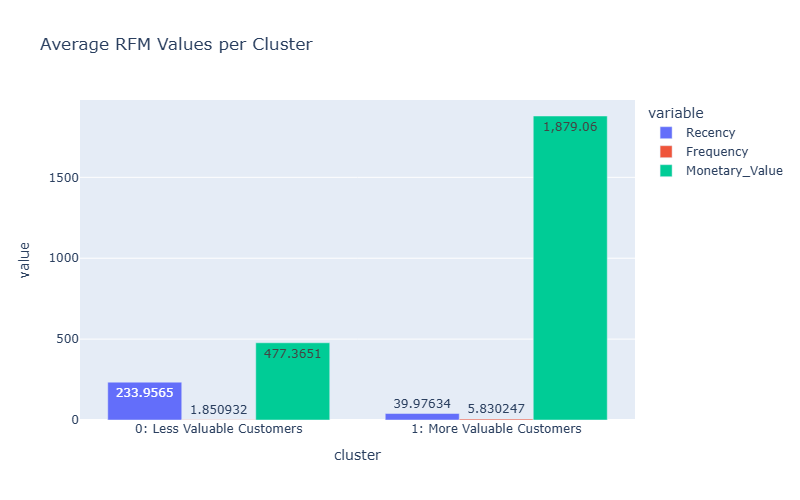 Average RFM Values per Cluster
variable
Recency
Frequency
Monetary_Value
value
1500
1000
500
0
233.9565
1.850932
477.3651
39.97634
5.830247
1,879.06
0: Less Valuable Customers
1: More Valuable Customers
cluster